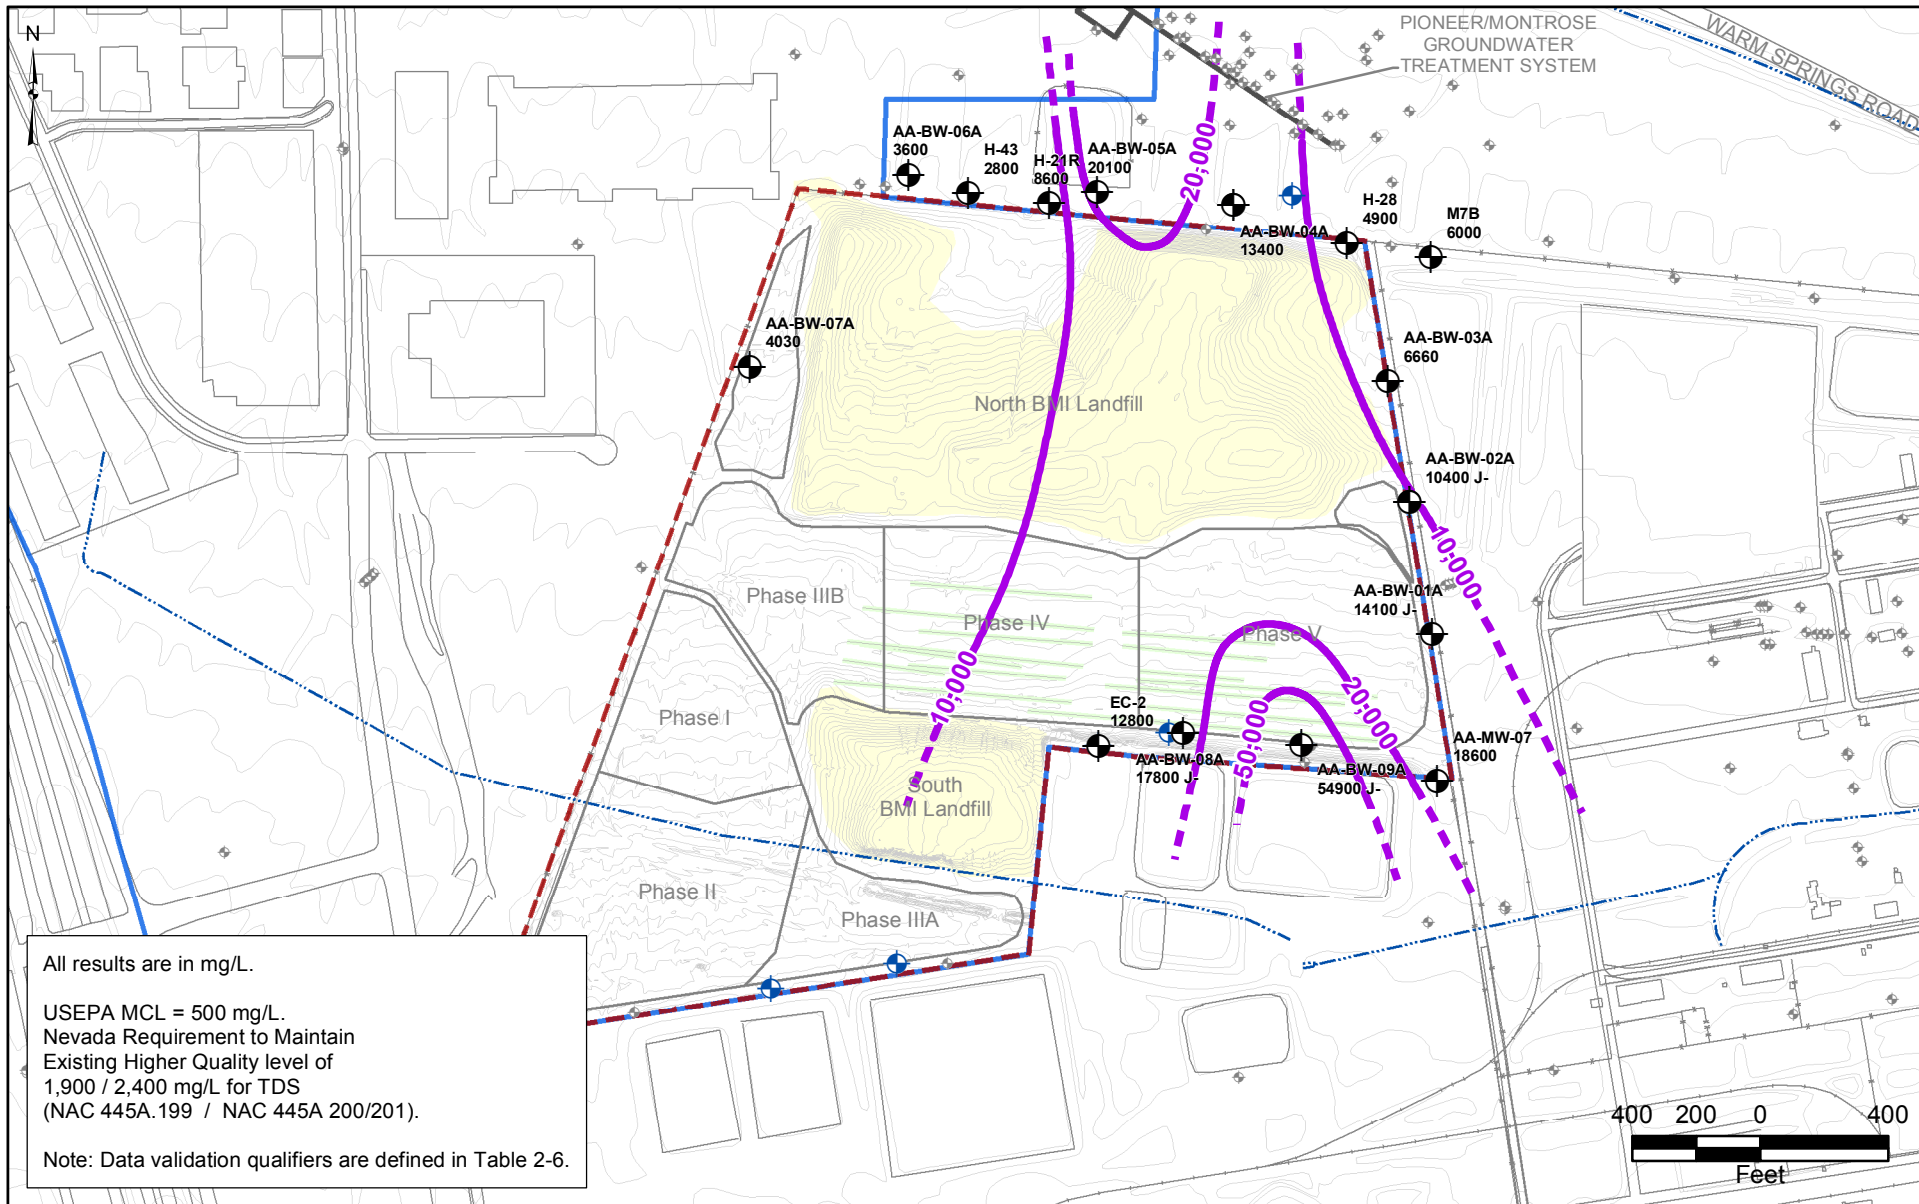 N
PIONEER/MONTROSE
GROUNDWATER
TREATMENT SYSTEM
WARM SPRINGS ROAD
AA-BW-06A
3600
H-43
2800
H-21R
8600
AA-BW-05A
20100
20,000
AA-BW-04A
13400
H-28
4900
M7B
6000
AA-BW-07A
4030
AA-BW-03A
6660
North BMI Landfill
AA-BW-02A
10400 J-
10,000
AA-BW-01A
14100 J-
Phase IIIB
Phase IV
Phase V
10,000
20,000
50,000
Phase I
EC-2
12800
AA-BW-08A
17800 J-
AA-BW-09A
54900 J-
AA-MW-07
18600
South
BMI Landfill
Phase II
Phase IIIA
All results are in mg/L.
USEPA MCL = 500 mg/L.
Nevada Requirement to Maintain
Existing Higher Quality level of
1,900 / 2,400 mg/L for TDS
(NAC 445A.199 / NAC 445A 200/201).
Note: Data validation qualifiers are defined in Table 2-6.
400 200 0 400
Feet